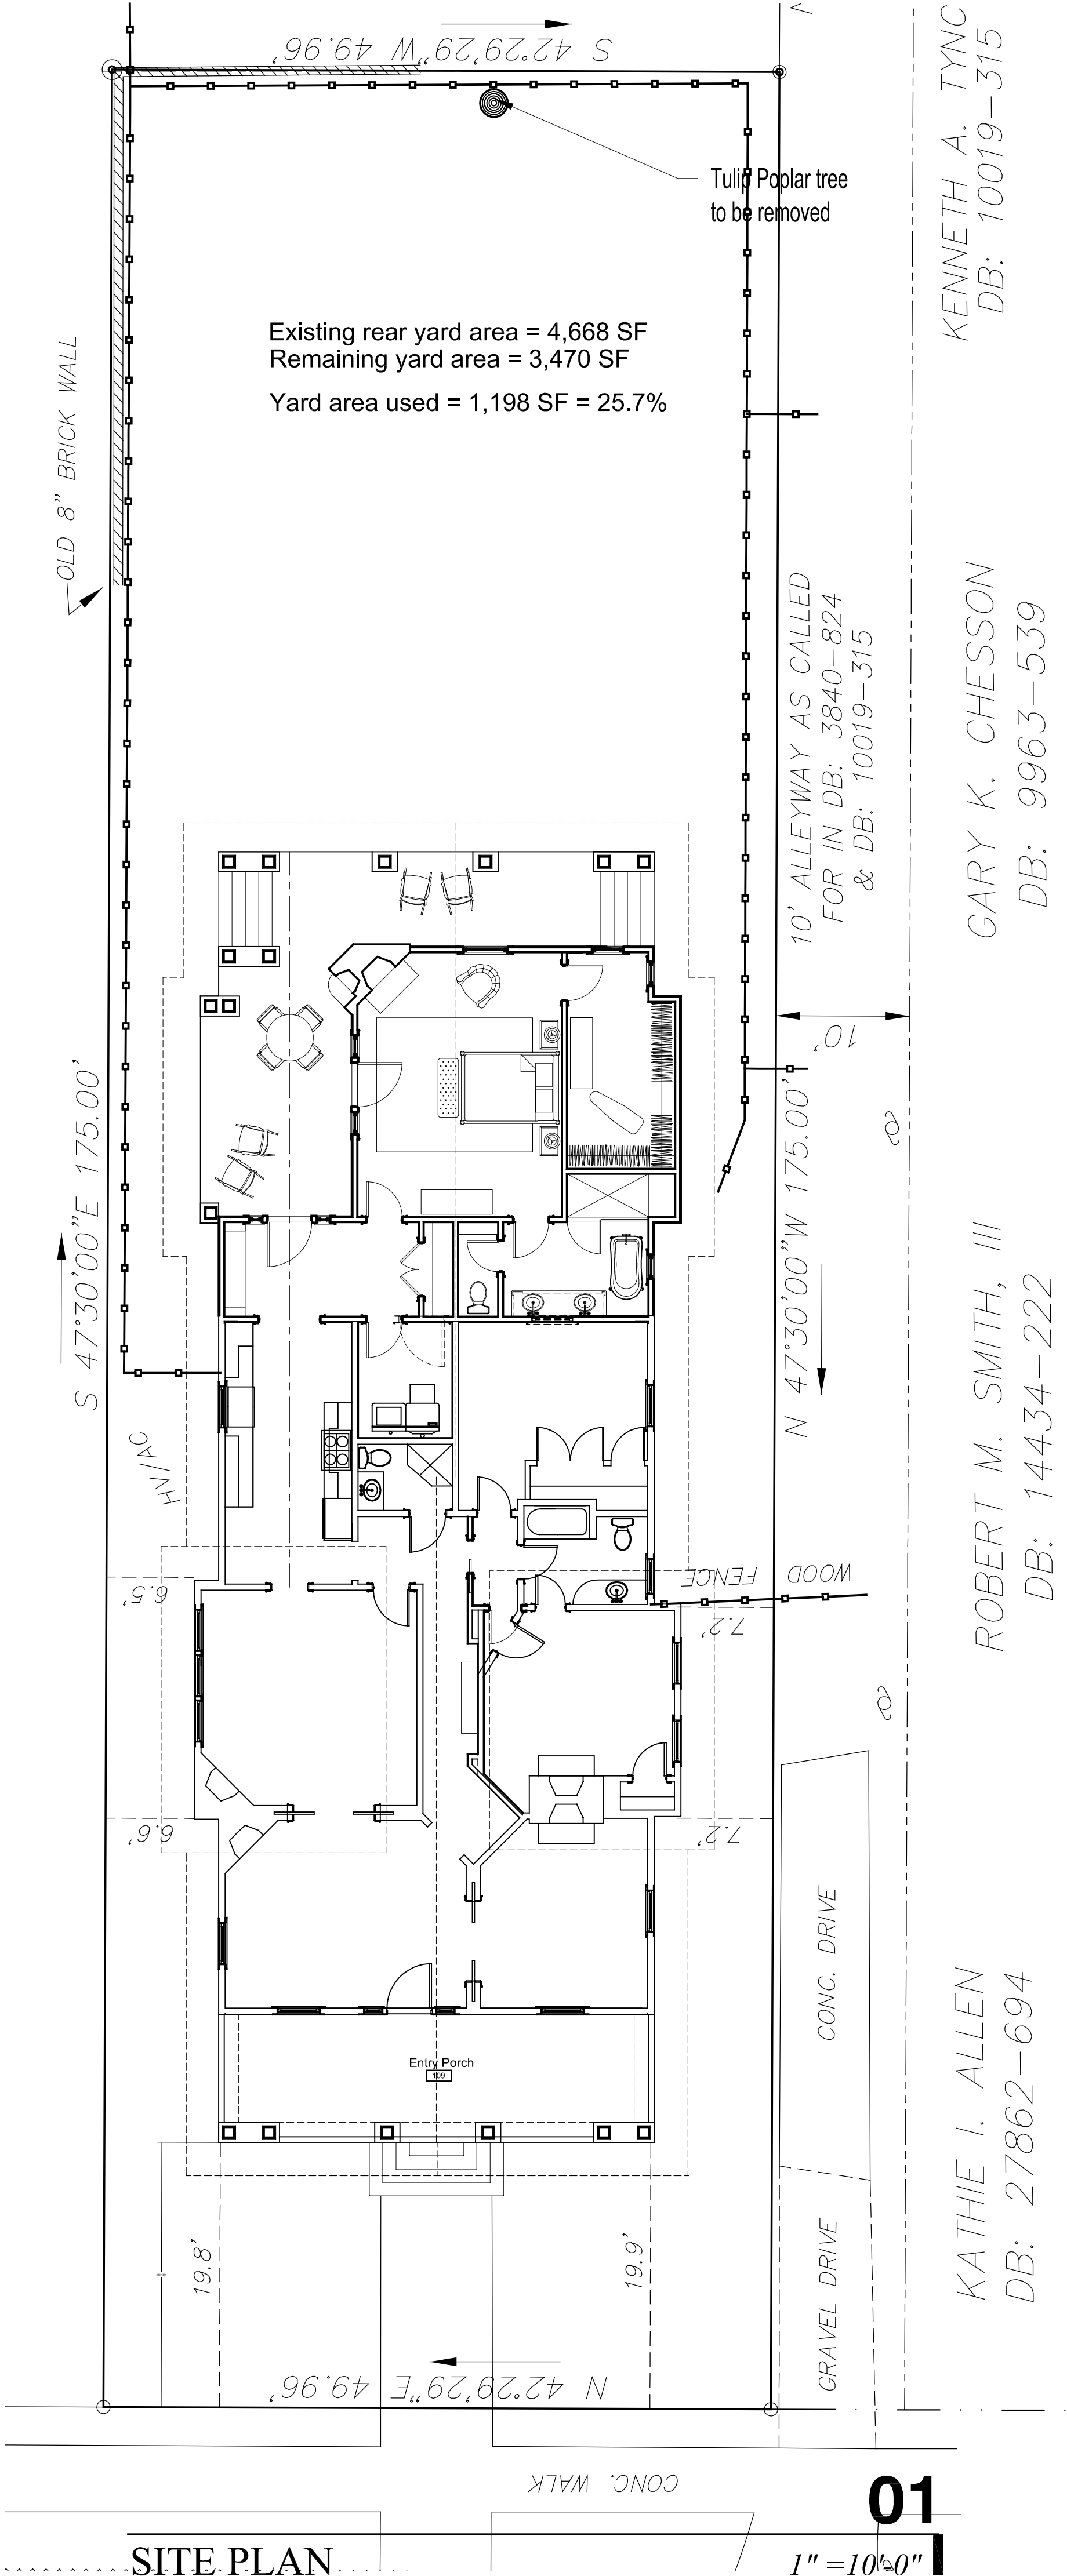 S 42°29'29"W 49.96'
Tulip Poplar tree
to be removed
KENNETH A. TYNC
DB: 10019-315
Existing rear yard area = 4,668 SF
Remaining yard area = 3,470 SF
Yard area used = 1,198 SF = 25.7%
OLD 8" BRICK WALL
10' ALLEYWAY AS CALLED
FOR IN DB: 3840-824
& DB: 10019-315
GARY K. CHESSON
DB: 9963-539
10'
S 47°30'00"E 175.00'
N 47°30'00"W 175.00'
ROBERT M. SMITH, III
DB: 14434-222
HV/AC
WOOD FENCE
6.5'
7.2'
6.6'
7.2'
CONC. DRIVE
KATHIE I. ALLEN
DB: 27862-694
Entry Porch
109
19.8'
19.9'
GRAVEL DRIVE
N 42°29'29"E 49.96'
CONC. WALK
01
SITE PLAN
1" =10'-0"